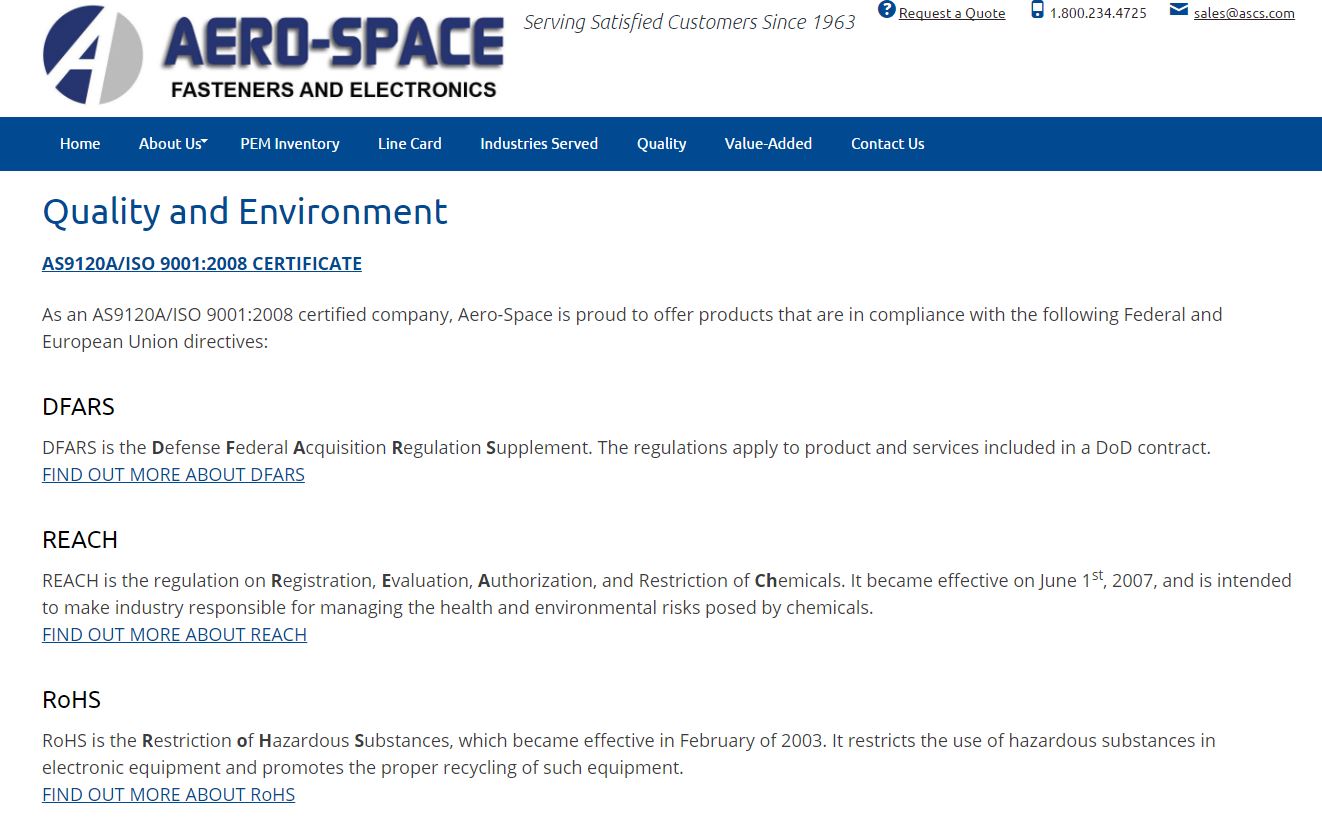 AERO-SPACE
FASTENERS AND ELECTRONICS
Serving Satisfied Customers Since 1963
Request a Quote
1.800.234.4725
sales@ascs.com
Home About Us PEM Inventory Line Card Industries Served Quality Value-Added Contact Us
Quality and Environment
AS9120A/ISO 9001:2008 CERTIFICATE
As an AS9120A/ISO 9001:2008 certified company, Aero-Space is proud to offer products that are in compliance with the following Federal and
European Union directives:
DFARS
DFARS is the Defense Federal Acquisition Regulation Supplement. The regulations apply to product and services included in a DoD contract.
FIND OUT MORE ABOUT DFARS
REACH
REACH is the regulation on Registration, Evaluation, Authorization, and Restriction of Chemicals. It became effective on June 1st, 2007, and is intended
to make industry responsible for managing the health and environmental risks posed by chemicals.
FIND OUT MORE ABOUT REACH
RoHS
RoHS is the Restriction of Hazardous Substances, which became effective in February of 2003. It restricts the use of hazardous substances in
electronic equipment and promotes the proper recycling of such equipment.
FIND OUT MORE ABOUT RoHS